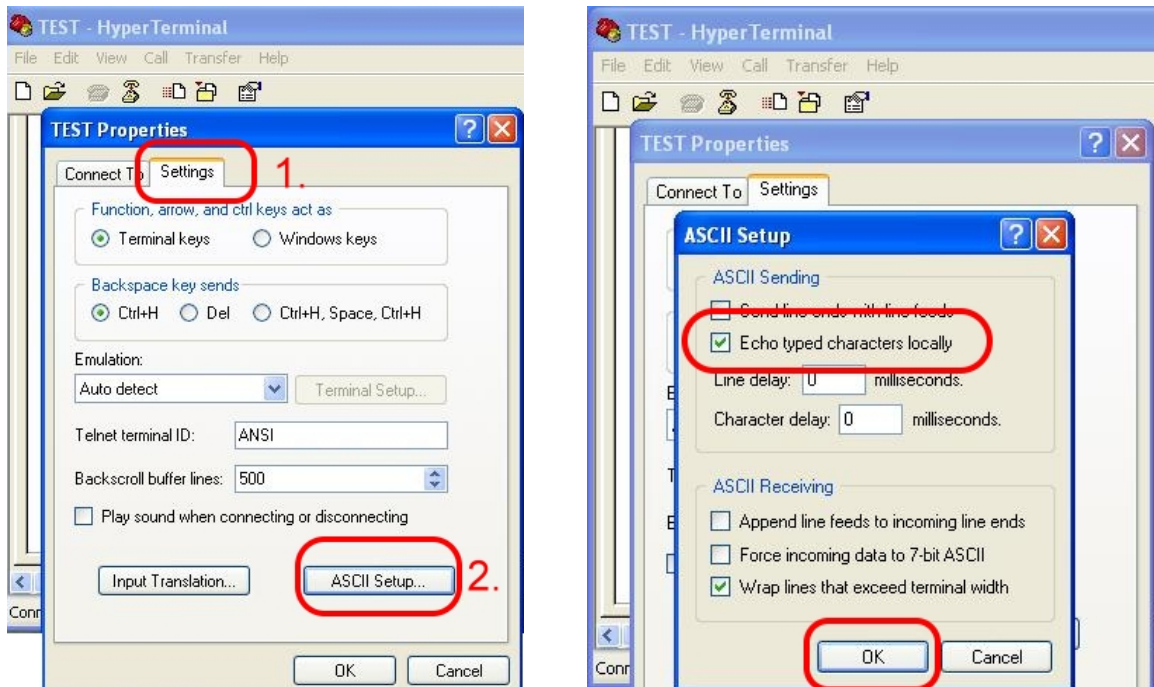 TEST - HyperTerminal
File Edit View Call Transfer Help
TEST Properties
Connect To Settings
1.
Function, arrow, and ctrl keys act as
Terminal keys Windows keys
Backspace key sends
Ctrl+H Del Ctrl+H, Space, Ctrl+H
Emulation:
Auto detect Terminal Setup...
Telnet terminal ID: ANSI
Backscroll buffer lines: 500
Play sound when connecting or disconnecting
Input Translation... ASCII Setup...
2.
Conn
OK Cancel
TEST - HyperTerminal
File Edit View Call Transfer Help
TEST Properties
Connect To Settings
ASCII Setup
ASCII Sending
Send line ends with line feeds
Echo typed characters locally
Line delay: 0 milliseconds.
Character delay: 0 milliseconds.
ASCII Receiving
Append line feeds to incoming line ends
Force incoming data to 7-bit ASCII
Wrap lines that exceed terminal width
OK Cancel
Conn